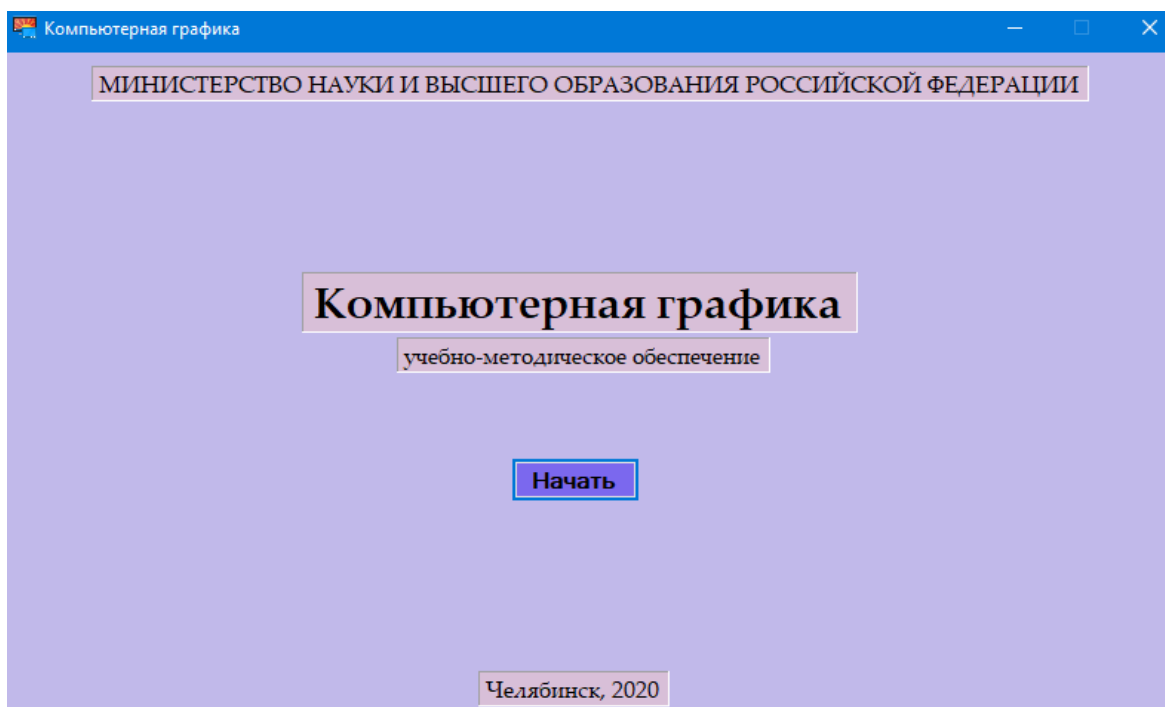 Компьютерная графика
МИНИСТЕРСТВО НАУКИ И ВЫСШЕГО ОБРАЗОВАНИЯ РОССИЙСКОЙ ФЕДЕРАЦИИ
Компьютерная графика
учебно-методическое обеспечение
Начать
Челябинск, 2020